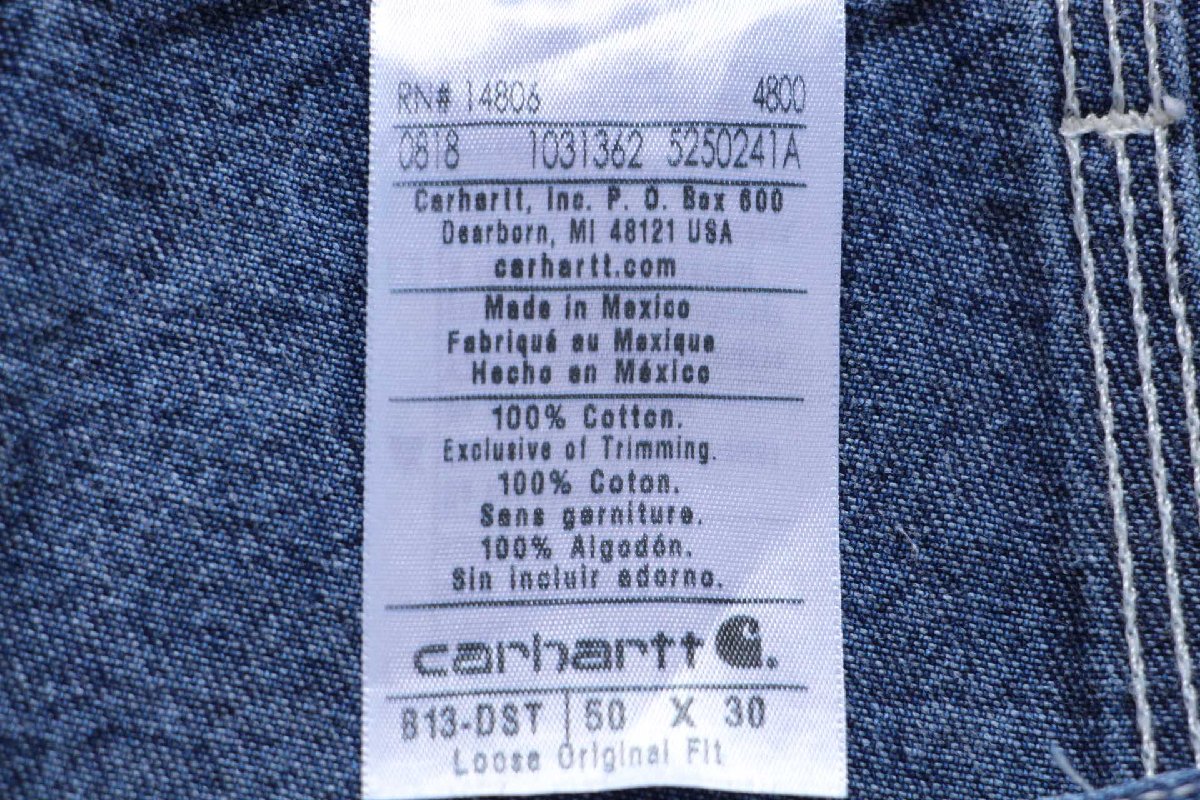 RN# 14806 4800
0818 1031362 5250241A
Carhartt, Inc. P. O. Box 600
Dearborn, MI 48121 USA
carhartt.com
Made in Mexico
Fabriqué au Mexique
Hecho en México
100% Cotton.
Exclusive of Trimming.
100% Coton.
Sans garniture.
100% Algodón.
Sin incluir adorno.
carhartt
B13-DST | 50 X 30
Loose Original Fit